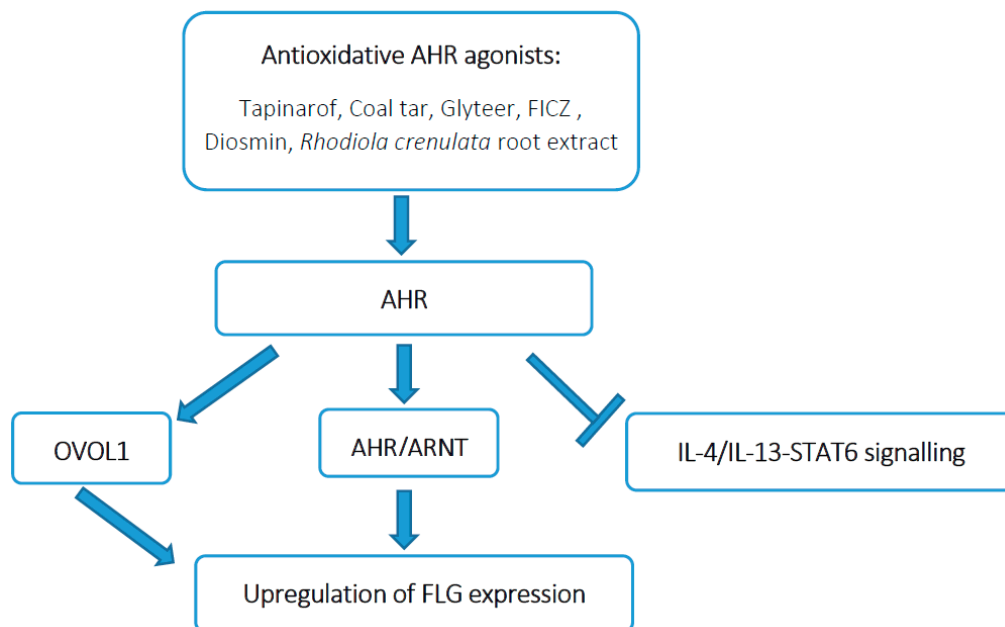 Antioxidative AHR agonists:
Tapinarof, Coal tar, Glyteer, FICZ ,
Diosmin, Rhodiola crenulata root extract
AHR
OVOL1
AHR/ARNT
IL-4/IL-13-STAT6 signalling
Upregulation of FLG expression